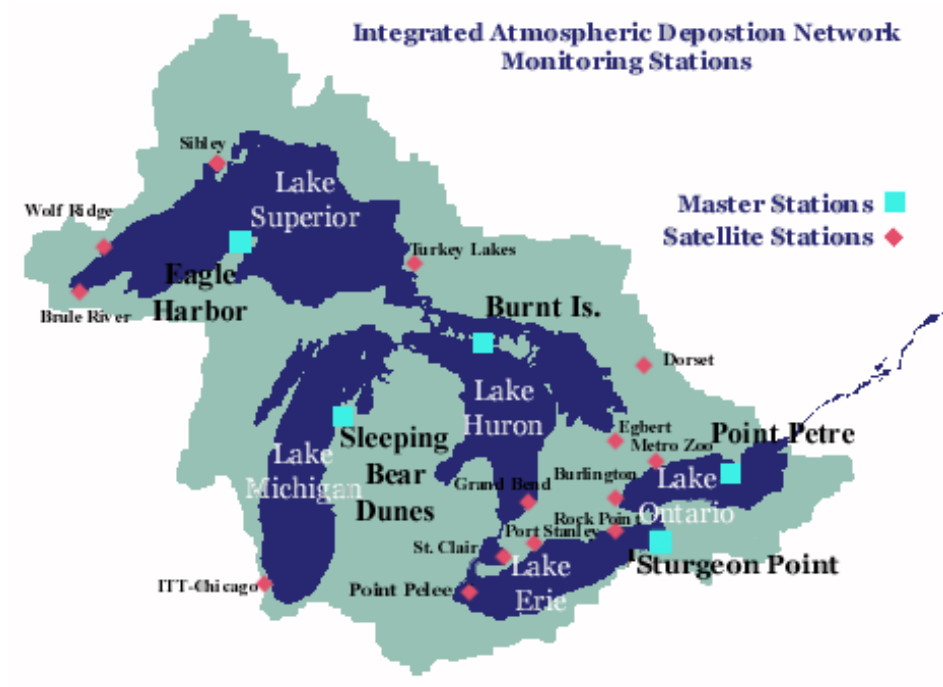 Integrated Atmospheric Depostion Network
Monitoring Stations
Sibley
Lake
Superior
Wolf Ridge
Master Stations
Satellite Stations
Turkey Lakes
Eagle
Harbor
Brule River
Burnt Is.
Dorset
Lake
Huron
Egbert
Point Petre
Metro Zoo
Sleeping
Bear
Dunes
Lake
Michigan
Burlington
Lake
Ontario
Grand Bend
Rock Point
Port Stanley
St. Clair
Lake
Erie
Sturgeon Point
ITT-Chicago
Point Pelee